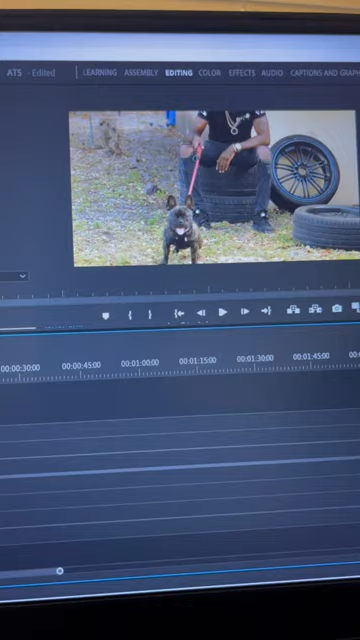 ATS - Edited
LEARNING ASSEMBLY EDITING COLOR EFFECTS AUDIO CAPTIONS AND GRAPH
00:00:30:00 00:00:45:00 00:01:00:00 00:01:15:00 00:01:30:00 00:01:45:00